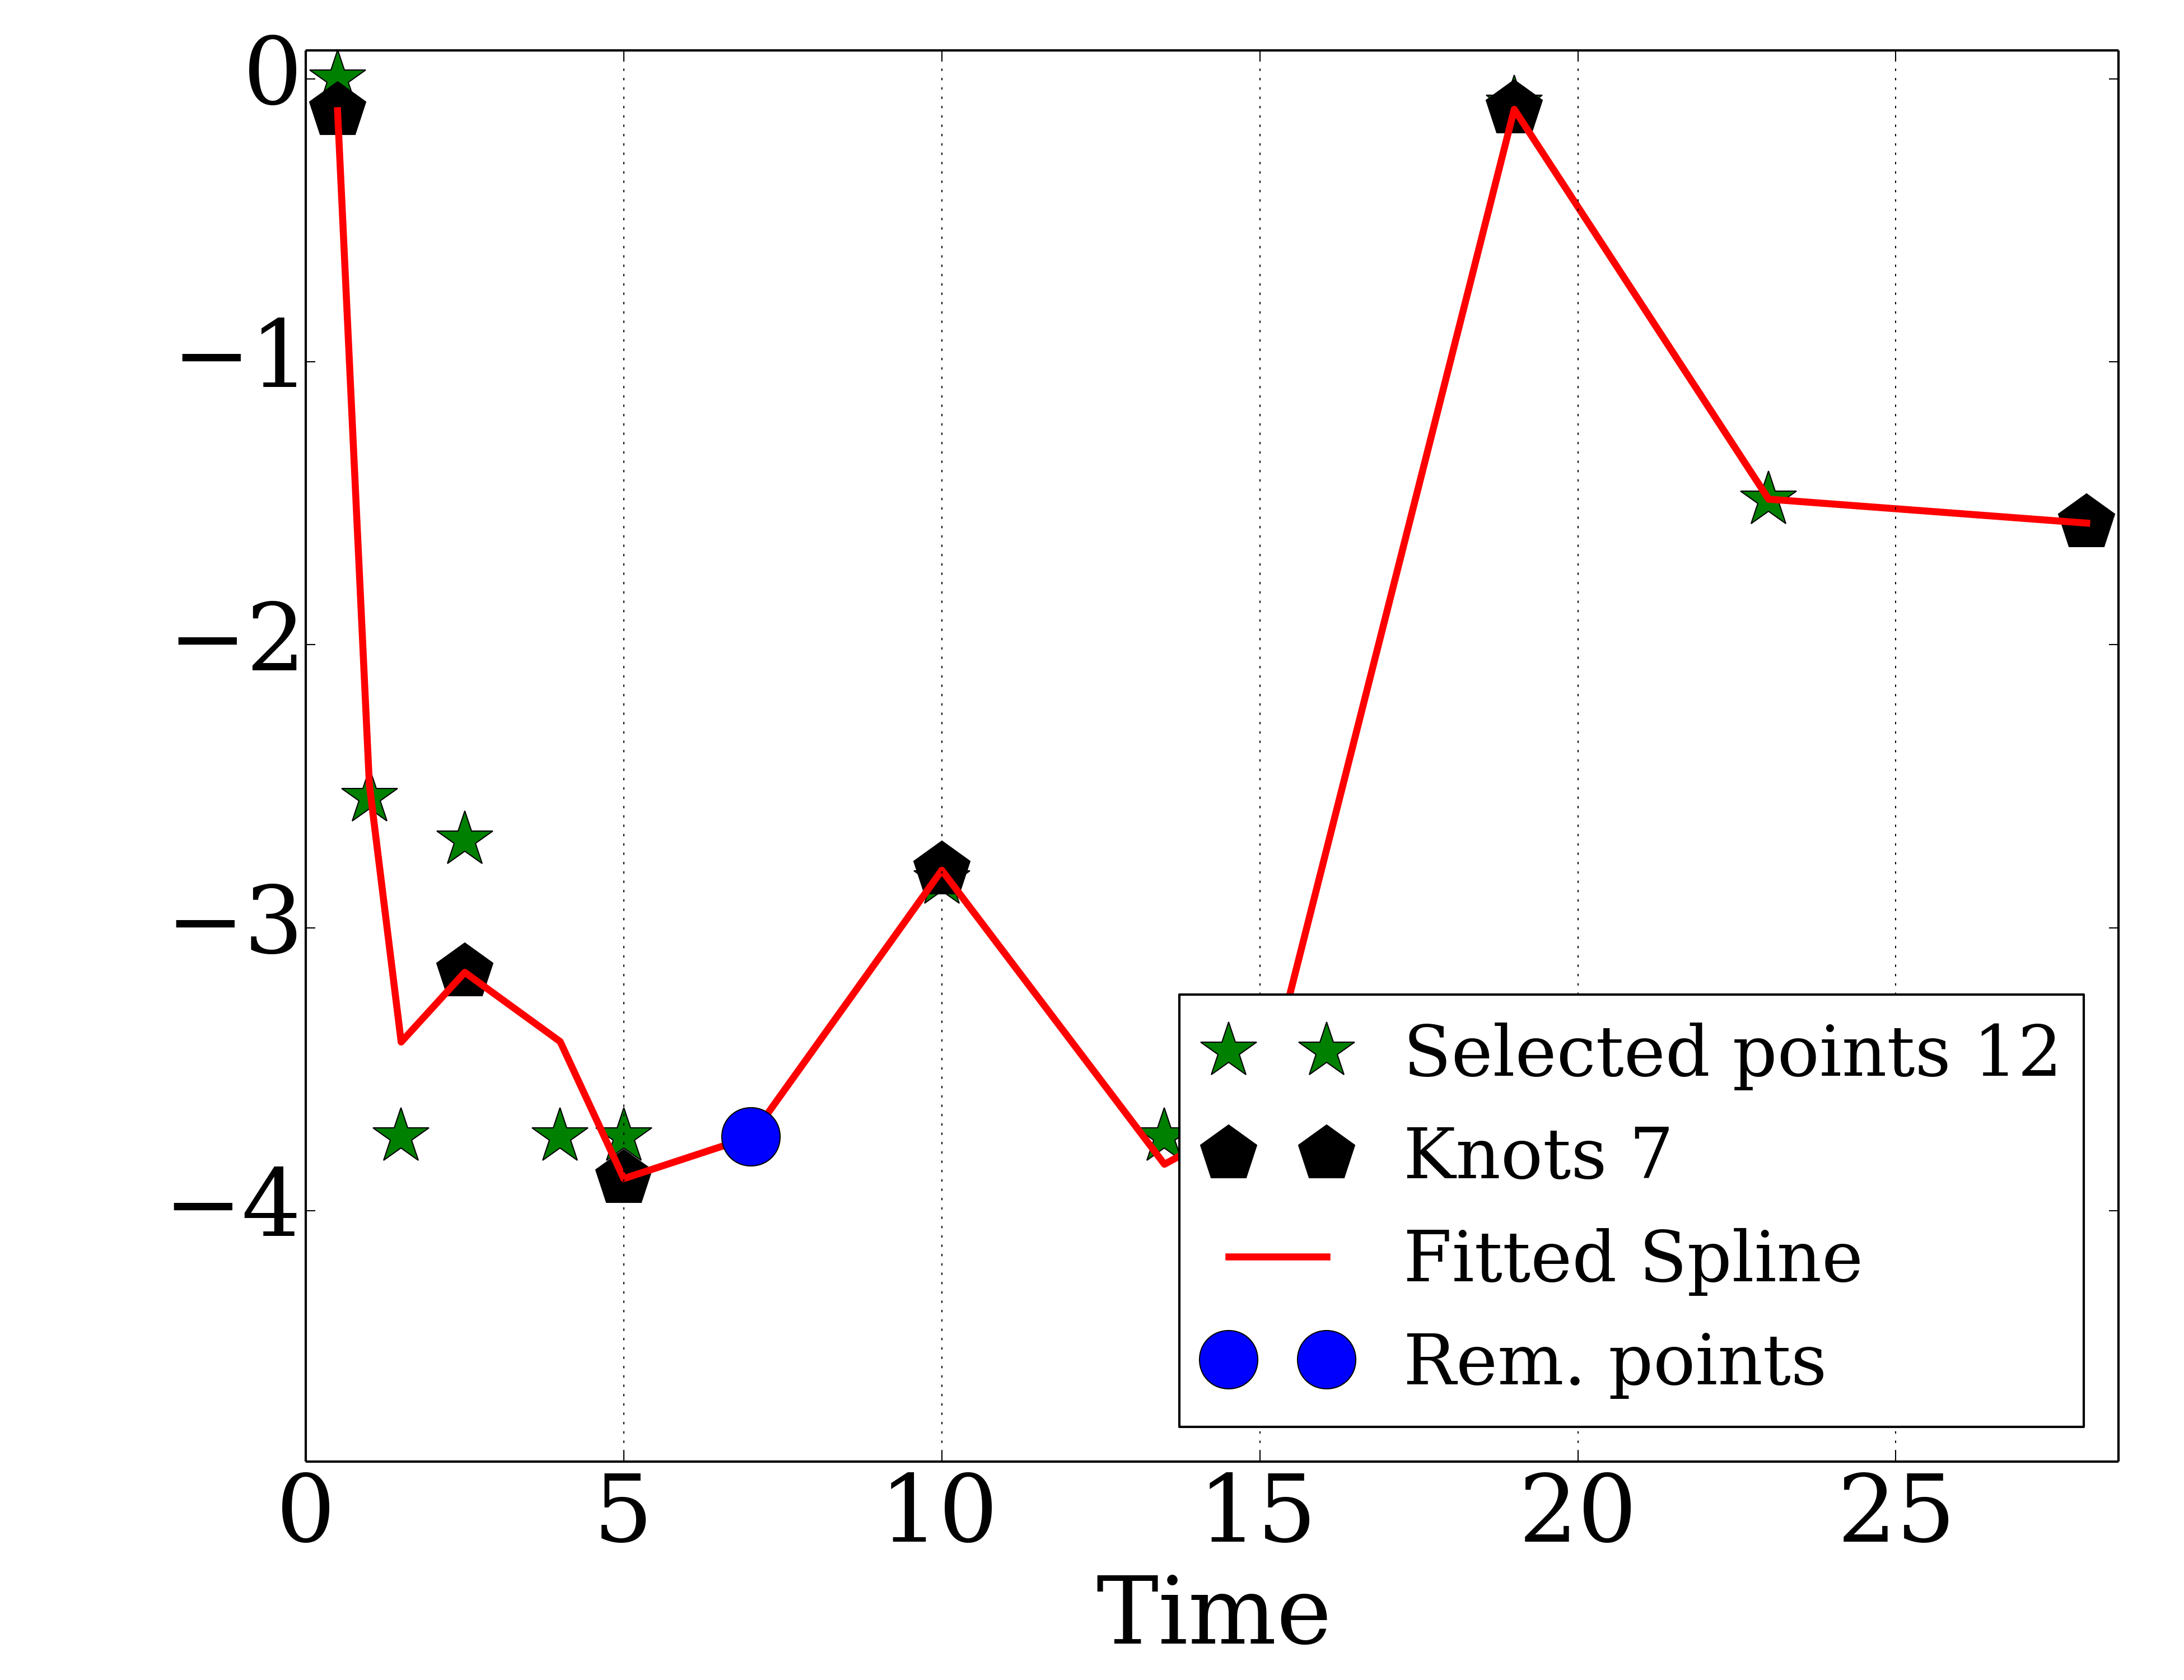 0
−1
−2
−3
−4
Selected points 12
Knots 7
Fitted Spline
Rem. points
0 5 10 15 20 25
Time